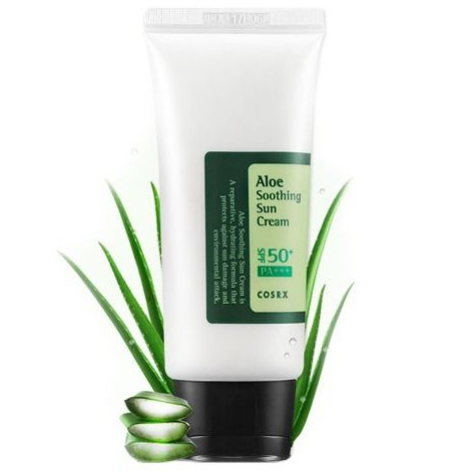 Aloe
Soothing
Sun
Cream
SPF 50+
PA+++
COSRX
Aloe Soothing Sun Cream is
A reparative, hydrating formula that
protects against sun damage and
environmental attack.